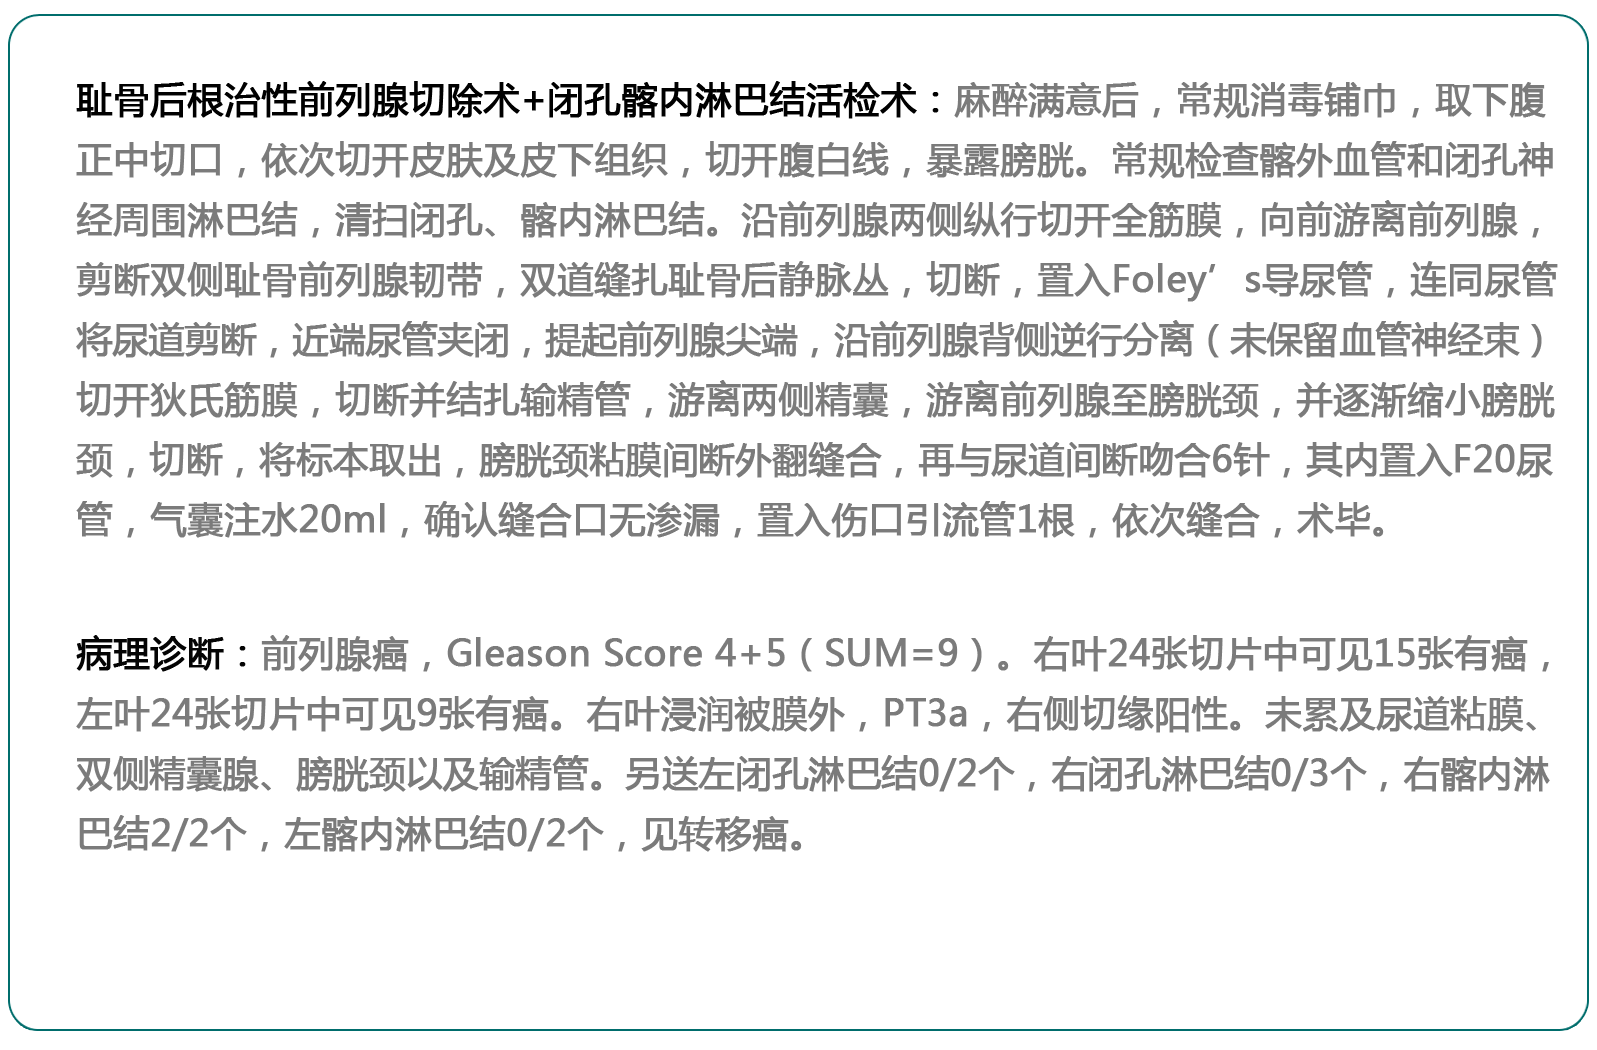 耻骨后根治性前列腺切除术+闭孔髂内淋巴结活检术：麻醉满意后，常规消毒铺巾，取下腹
正中切口，依次切开皮肤及皮下组织，切开腹白线，暴露膀胱。常规检查髂外血管和闭孔神
经周围淋巴结，清扫闭孔、髂内淋巴结。沿前列腺两侧纵行切开全筋膜，向前游离前列腺，
剪断双侧耻骨前列腺韧带，双道缝扎耻骨后静脉丛，切断，置入Foley’s导尿管，连同尿管
将尿道剪断，近端尿管夹闭，提起前列腺尖端，沿前列腺背侧逆行分离（未保留血管神经束）
切开狄氏筋膜，切断并结扎输精管，游离两侧精囊，游离前列腺至膀胱颈，并逐渐缩小膀胱
颈，切断，将标本取出，膀胱颈粘膜间断外翻缝合，再与尿道间断吻合6针，其内置入F20尿
管，气囊注水20ml，确认缝合口无渗漏，置入伤口引流管1根，依次缝合，术毕。
病理诊断：前列腺癌，Gleason Score 4+5（SUM=9）。右叶24张切片中可见15张有癌，
左叶24张切片中可见9张有癌。右叶浸润被膜外，PT3a，右侧切缘阳性。未累及尿道粘膜、
双侧精囊腺、膀胱颈以及输精管。另送左闭孔淋巴结0/2个，右闭孔淋巴结0/3个，右髂内淋
巴结2/2个，左髂内淋巴结0/2个，见转移癌。